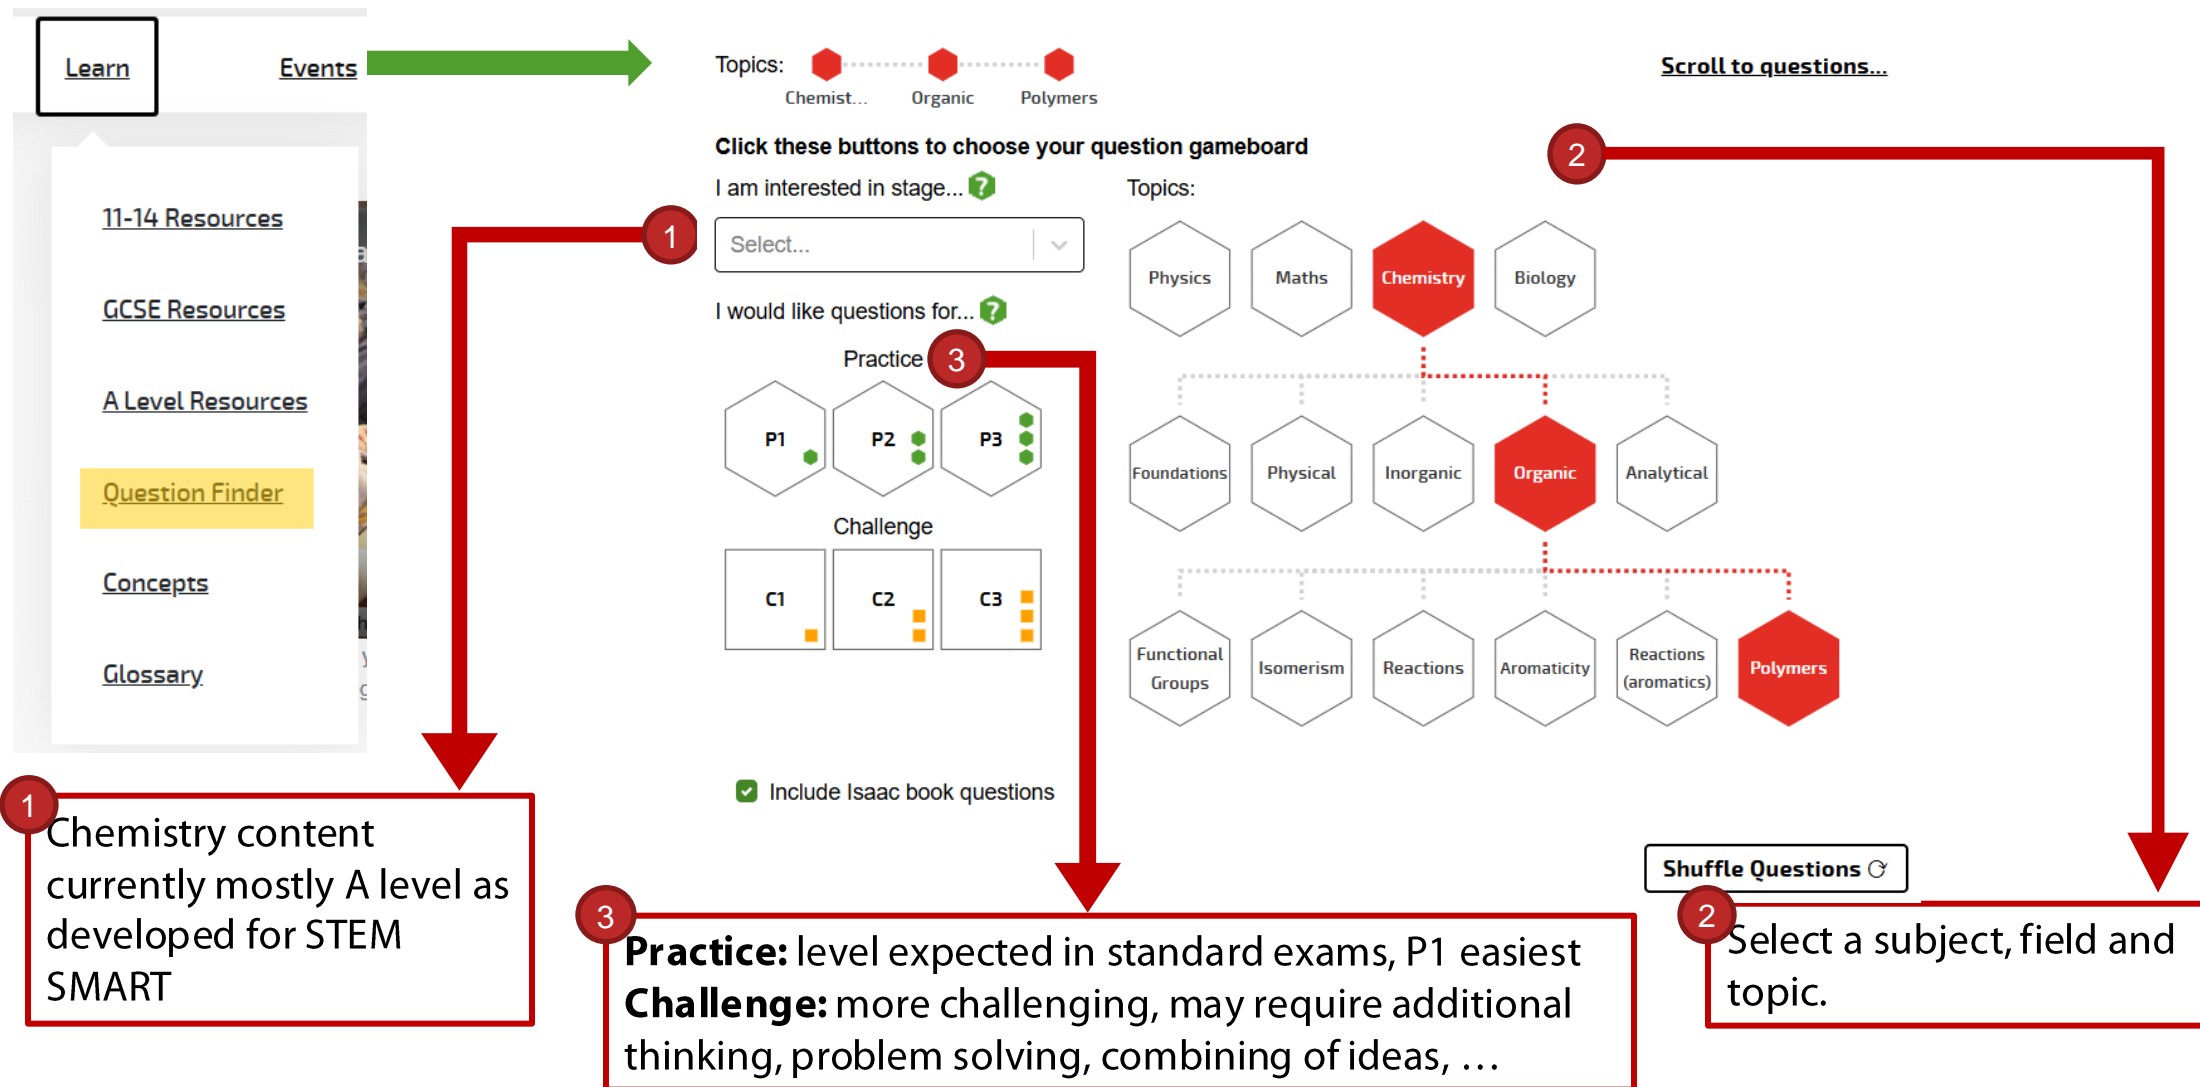 Learn
Events
11-14 Resources
GCSE Resources
A Level Resources
Question Finder
Concepts
Glossary
Topics:
Chemist...
Organic
Polymers
Scroll to questions...
Click these buttons to choose your question gameboard
I am interested in stage... ?
Select...
I would like questions for... ?
Practice
P1
P2
P3
Challenge
C1
C2
C3
Include Isaac book questions
Topics:
Physics
Maths
Chemistry
Biology
Foundations
Physical
Inorganic
Organic
Analytical
Functional
Groups
Isomerism
Reactions
Aromaticity
Reactions
(aromatics)
Polymers
Shuffle Questions
1
2
3
1
Chemistry content
currently mostly A level as
developed for STEM
SMART
3
Practice: level expected in standard exams, P1 easiest
Challenge: more challenging, may require additional
thinking, problem solving, combining of ideas, …
2
Select a subject, field and
topic.